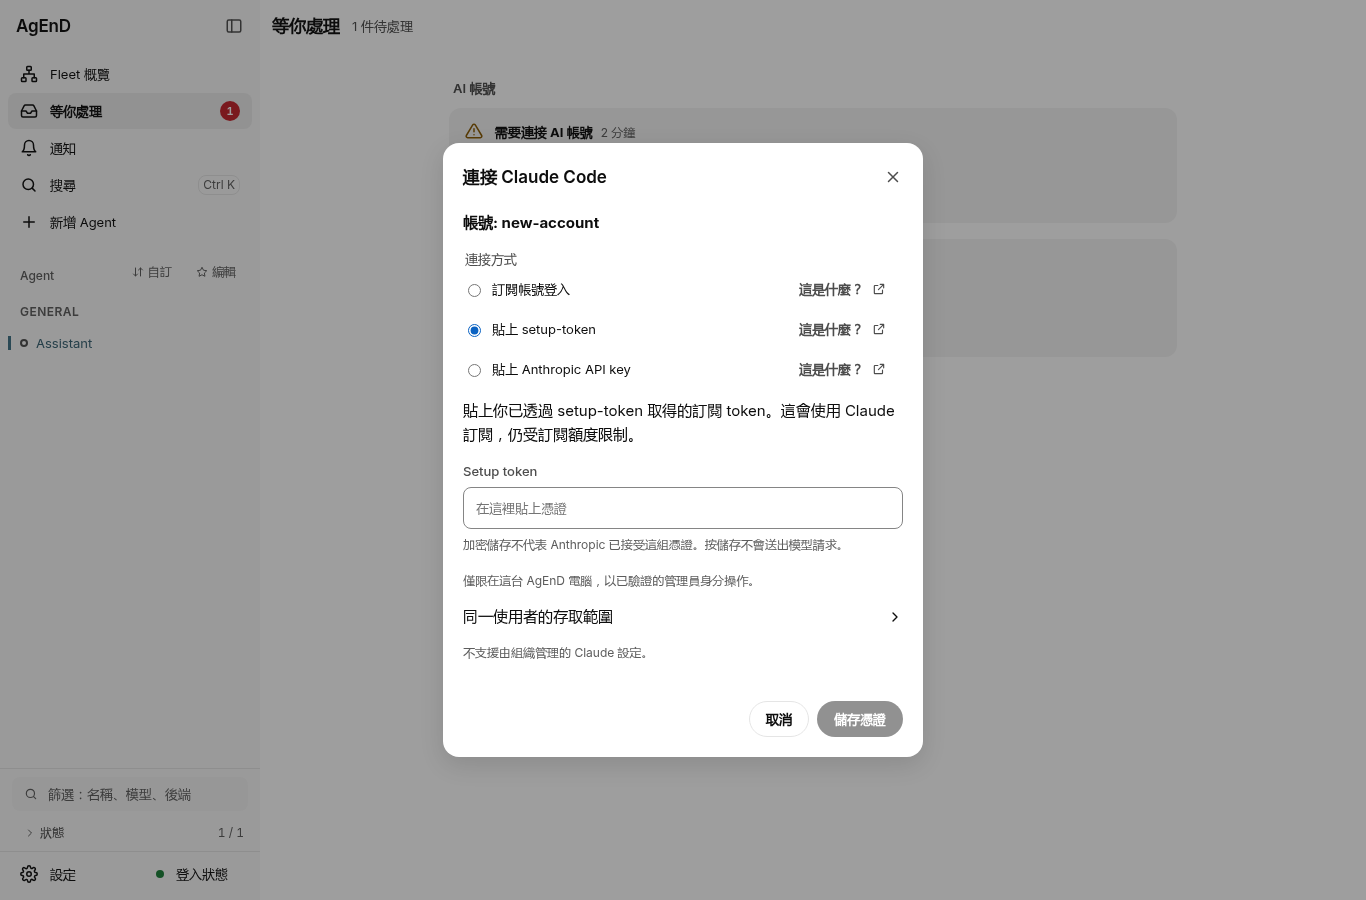 AgEnD
Fleet 概覽
等你處理
1
通知
搜尋
Ctrl K
新增 Agent
Agent
自訂
編輯
GENERAL
Assistant
篩選：名稱、模型、後端
狀態
1 / 1
設定
登入狀態
等你處理
1 件待處理
AI 帳號
需要連接 AI 帳號
2 分鐘
連接 Claude Code
帳號: new-account
連接方式
訂閱帳號登入
這是什麼？
貼上 setup-token
這是什麼？
貼上 Anthropic API key
這是什麼？
貼上你已透過 setup-token 取得的訂閱 token。這會使用 Claude
訂閱，仍受訂閱額度限制。
Setup token
在這裡貼上憑證
加密儲存不代表 Anthropic 已接受這組憑證。按儲存不會送出模型請求。
僅限在這台 AgEnD 電腦，以已驗證的管理員身分操作。
同一使用者的存取範圍
不支援由組織管理的 Claude 設定。
取消
儲存憑證